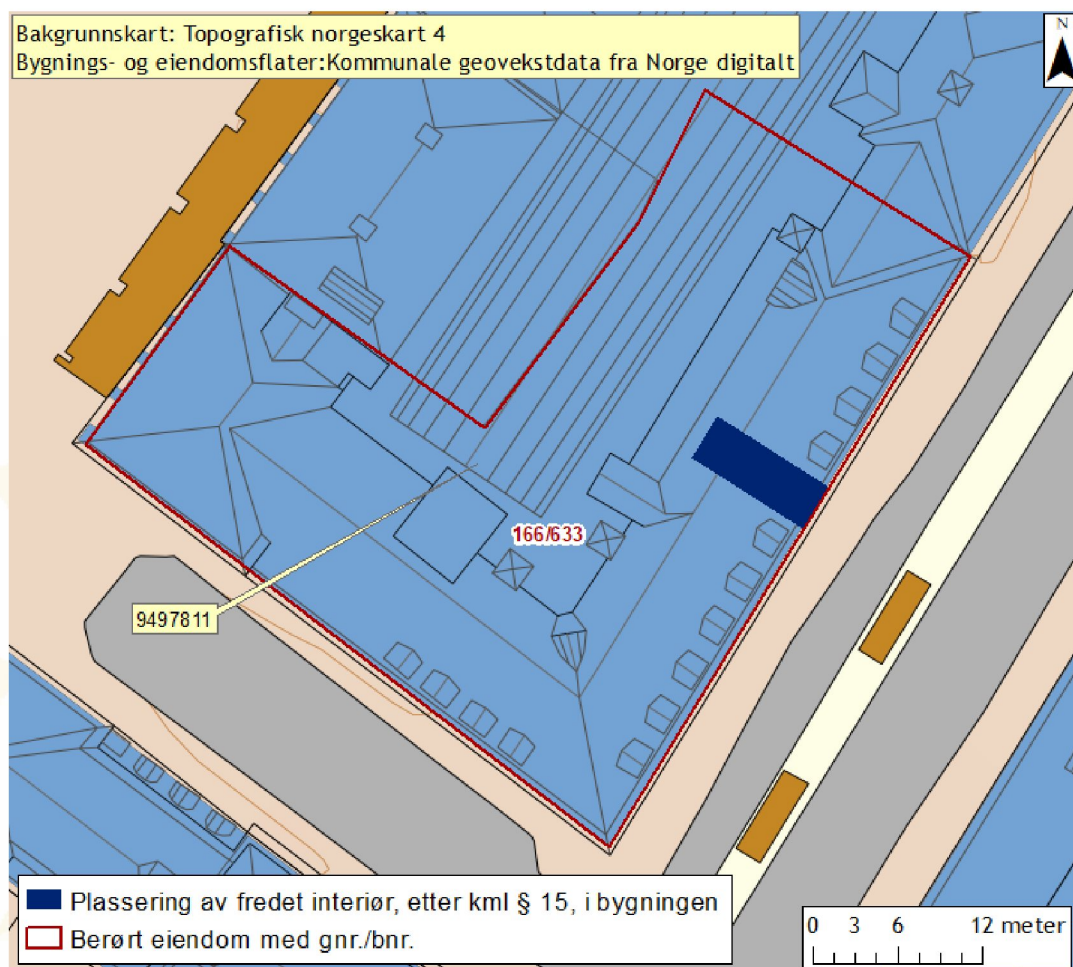 Bakgrunnskart: Topografisk norgeskart 4
Bygnings- og eiendomsflater:Kommunale geovekstdata fra Norge digitalt
N
166/633
9497811
Plassering av fredet interiør, etter kml § 15, i bygningen
Berørt eiendom med gnr./bnr.
0 3 6 12 meter